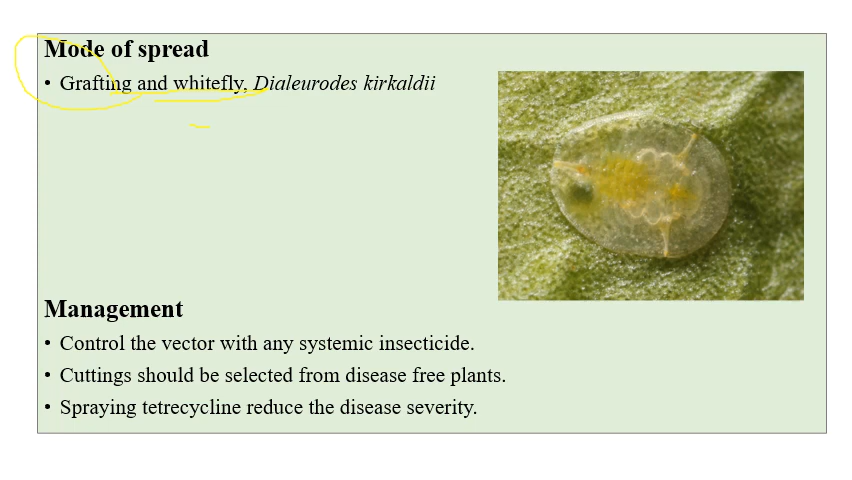 Mode of spread
• Grafting and whitefly, Dialeurodes kirkaldii
Management
• Control the vector with any systemic insecticide.
• Cuttings should be selected from disease free plants.
• Spraying tetrecycline reduce the disease severity.